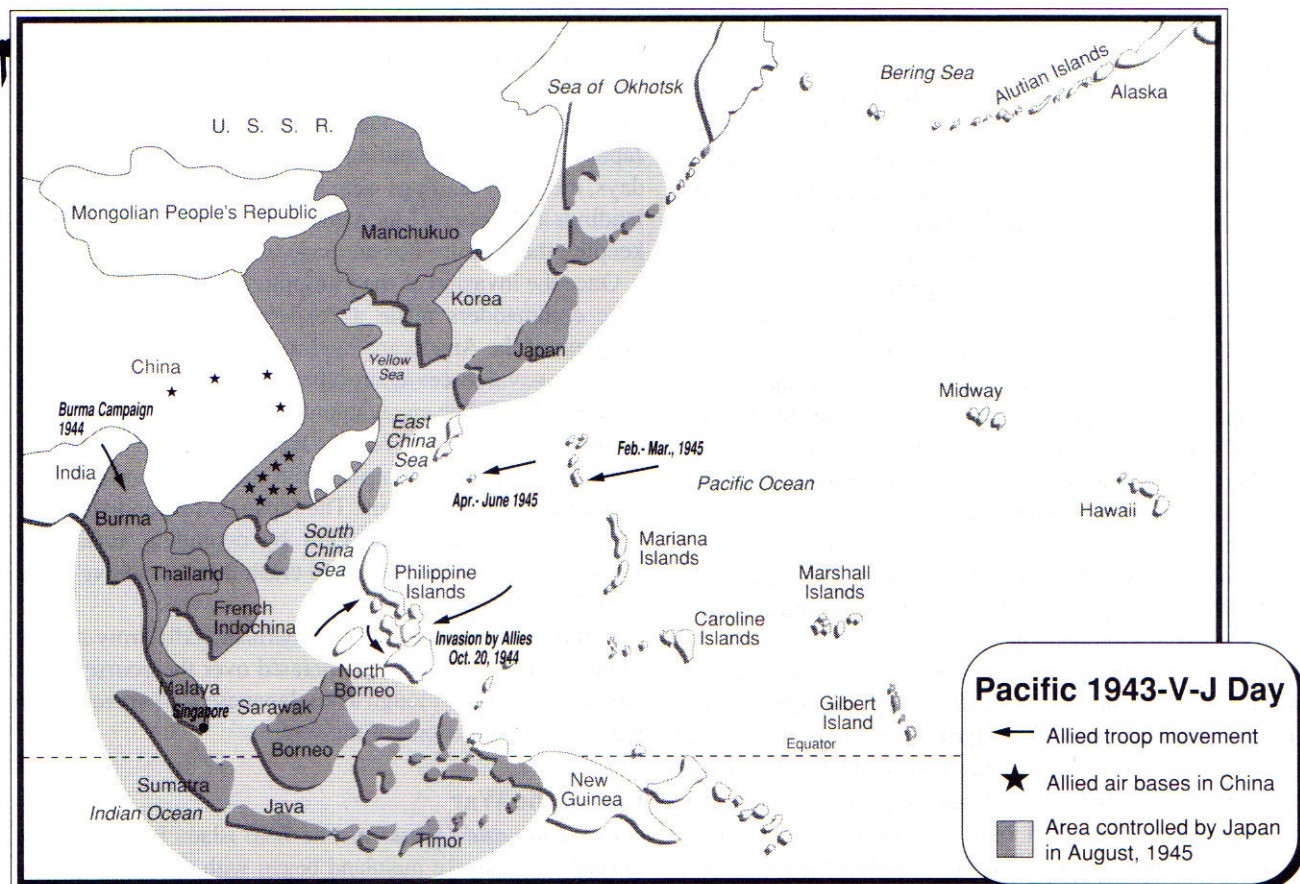 Bering Sea
Alutian Islands
Alaska
Sea of Okhotsk
U. S. S. R.
Mongolian People's Republic
Manchukuo
Korea
Japan
Yellow
Sea
China
Burma Campaign
1944
India
East
China
Sea
Feb.- Mar., 1945
Apr.- June 1945
Pacific Ocean
Midway
Hawaii
Burma
South
China
Sea
Mariana
Islands
Thailand
French
Indochina
Philippine
Islands
Marshall
Islands
Caroline
Islands
Invasion by Allies
Oct. 20, 1944
North
Borneo
Malaya
Singapore
Sarawak
Borneo
Gilbert
Island
Equator
Sumatra
Indian Ocean
Java
Timor
New
Guinea
Pacific 1943-V-J Day
Allied troop movement
Allied air bases in China
Area controlled by Japan
in August, 1945